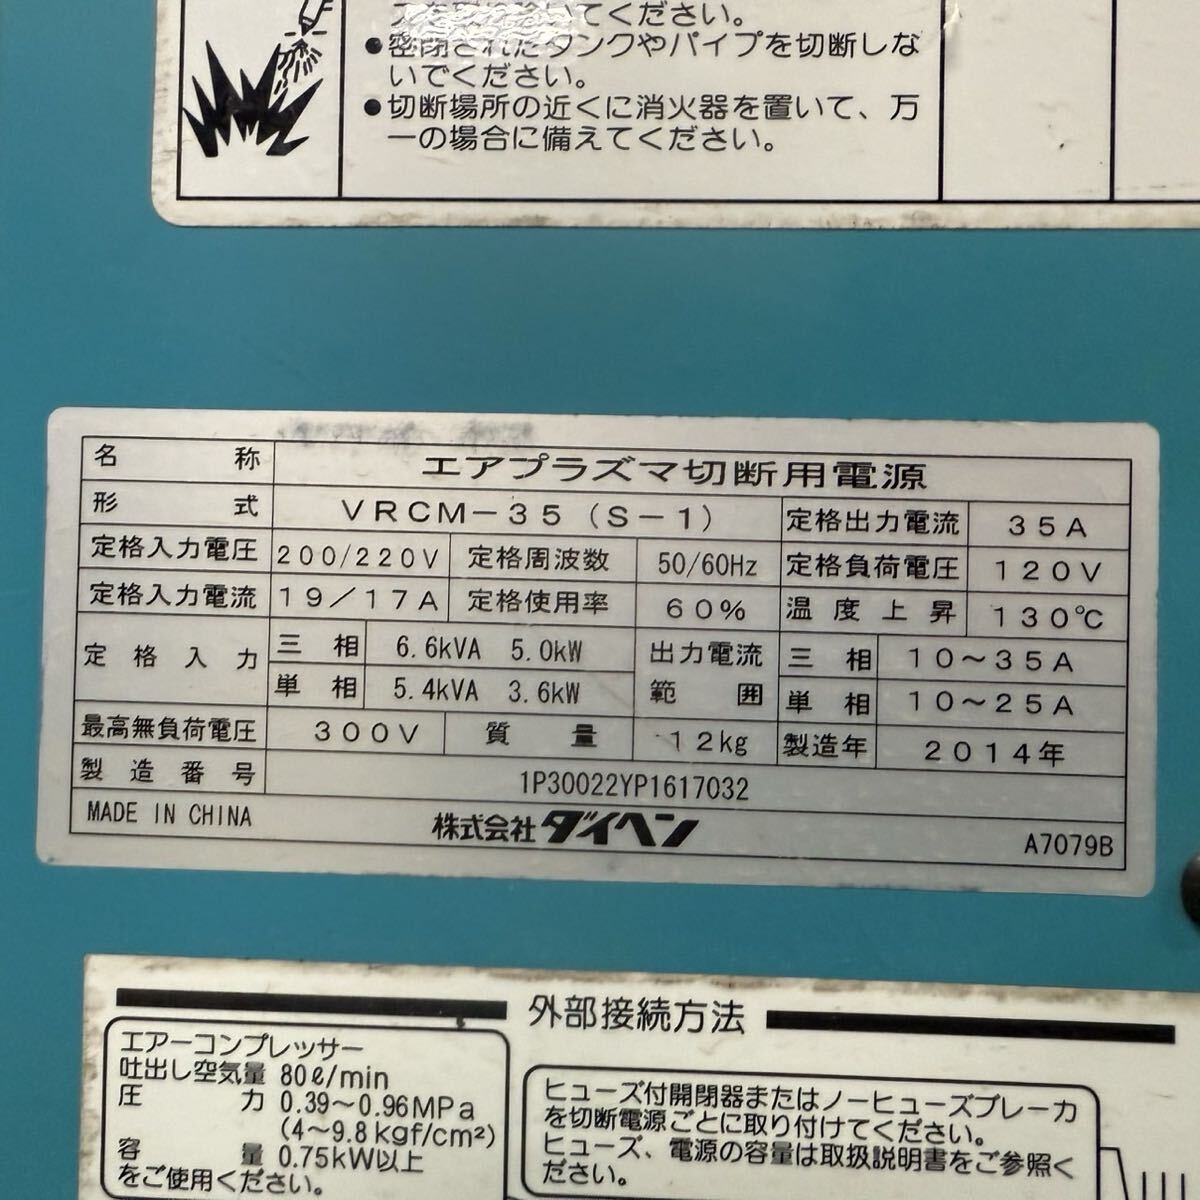 ください。
●密閉されたタンクやパイプを切断しな
いでください。
●切断場所の近くに消火器を置いて、万
一の場合に備えてください。
名称 エアプラズマ切断用電源
形式 VRCM-35(S-1) 定格出力電流 35A
定格入力電圧 200/220V 定格周波数 50/60Hz 定格負荷電圧 120V
定格入力電流 19/17A 定格使用率 60% 温度上昇 130℃
定格入力 三相 6.6kVA 5.0kW 出力電流範囲 三相 10～35A
単相 5.4kVA 3.6kW 単相 10～25A
最高無負荷電圧 300V 質量 12kg 製造年 2014年
製造番号 1P30022YP1617032
MADE IN CHINA 株式会社ダイヘン A7079B
外部接続方法
エアーコンプレッサー
吐出し空気量 80ℓ/min
圧力 0.39～0.96MPa
(4～9.8kgf/cm²)
容量 0.75kW以上
をご使用ください。
ヒューズ付開閉器またはノーヒューズブレーカ
を切断電源ごとに取り付けてください。
ヒューズ、電源の容量は取扱説明書をご参照く
ださい。